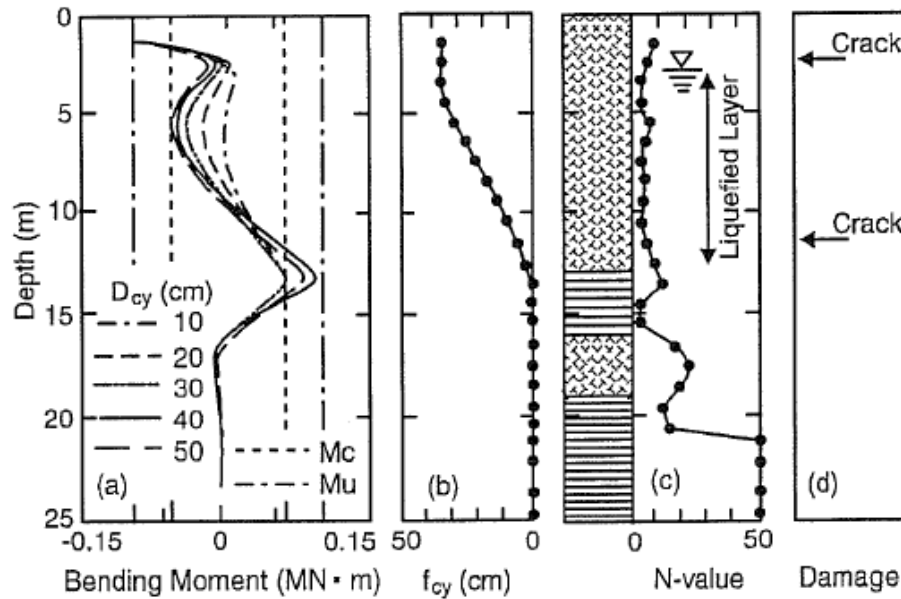 0
5
10
15
20
25
Depth (m)
Dcy (cm)
10
20
30
40
50
Mc
Mu
(a)
-0.15 0 0.15
Bending Moment (MN・m)
(b)
50 0
fcy (cm)
Liquefied Layer
(c)
0 50
N-value
Crack
Crack
(d)
Damage